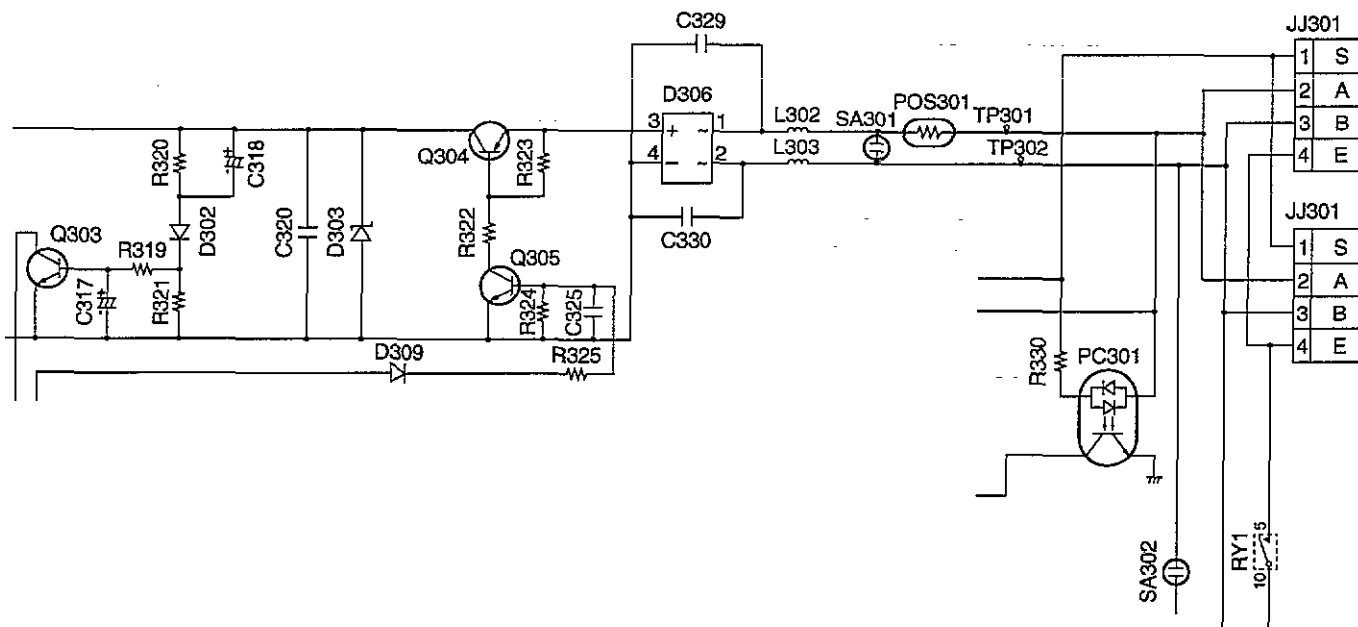 C329
JJ301
1 S
2 A
3 B
4 E
D306
3 + ~ 1
4 − ~ 2
L302
SA301
POS301
TP301
L303
TP302
Q304
R323
R320
C318
D302
C320
D303
R322
C330
Q303
R319
C317
R321
Q305
R324
C325
D309
R325
JJ301
1 S
2 A
3 B
4 E
R330
PC301
SA302
RY1
5
10